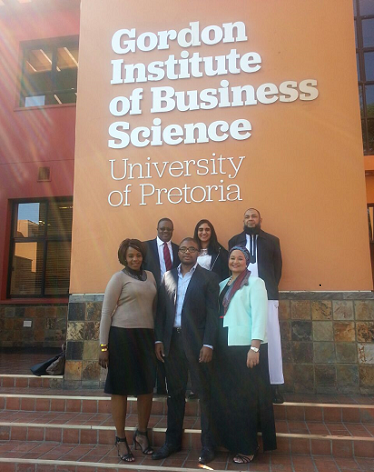 Gordon
Institute
of Business
Science
University
of Pretoria